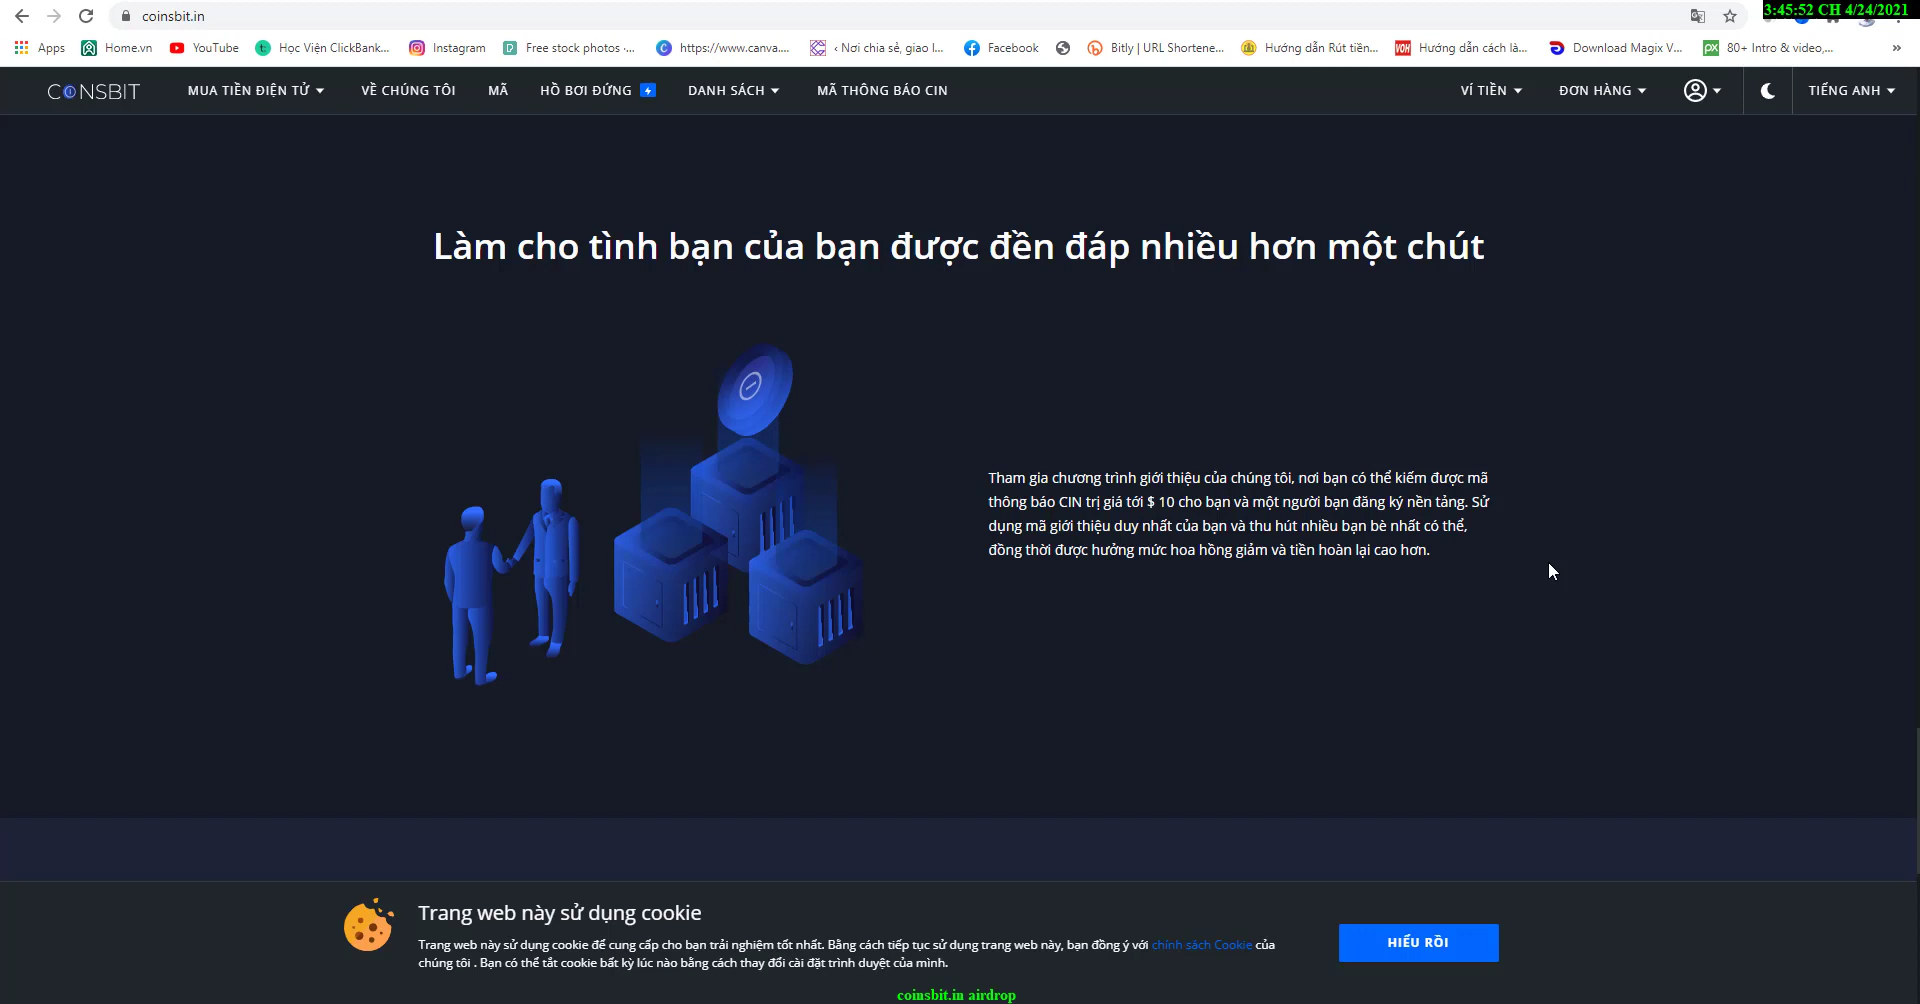 coinsbit.in
3:45:52 CH 4/24/2021
Apps Home.vn YouTube Học Viện ClickBank... Instagram Free stock photos -... https://www.canva.... ‹ Nơi chia sẻ, giao l... Facebook Bitly | URL Shortene... Hướng dẫn Rút tiền... Hướng dẫn cách là... Download Magix V... 80+ Intro & video,... »
COINSBIT MUA TIỀN ĐIỆN TỬ VỀ CHÚNG TÔI MÃ HỒ BƠI ĐỨNG DANH SÁCH MÃ THÔNG BÁO CIN VÍ TIỀN ĐƠN HÀNG TIẾNG ANH
Làm cho tình bạn của bạn được đền đáp nhiều hơn một chút
Tham gia chương trình giới thiệu của chúng tôi, nơi bạn có thể kiếm được mã
thông báo CIN trị giá tới $ 10 cho bạn và một người bạn đăng ký nền tảng. Sử
dụng mã giới thiệu duy nhất của bạn và thu hút nhiều bạn bè nhất có thể,
đồng thời được hưởng mức hoa hồng giảm và tiền hoàn lại cao hơn.
Trang web này sử dụng cookie
Trang web này sử dụng cookie để cung cấp cho bạn trải nghiệm tốt nhất. Bằng cách tiếp tục sử dụng trang web này, bạn đồng ý với chính sách Cookie của
chúng tôi . Bạn có thể tắt cookie bất kỳ lúc nào bằng cách thay đổi cài đặt trình duyệt của mình.
HIỂU RỒI
coinsbit.in airdrop